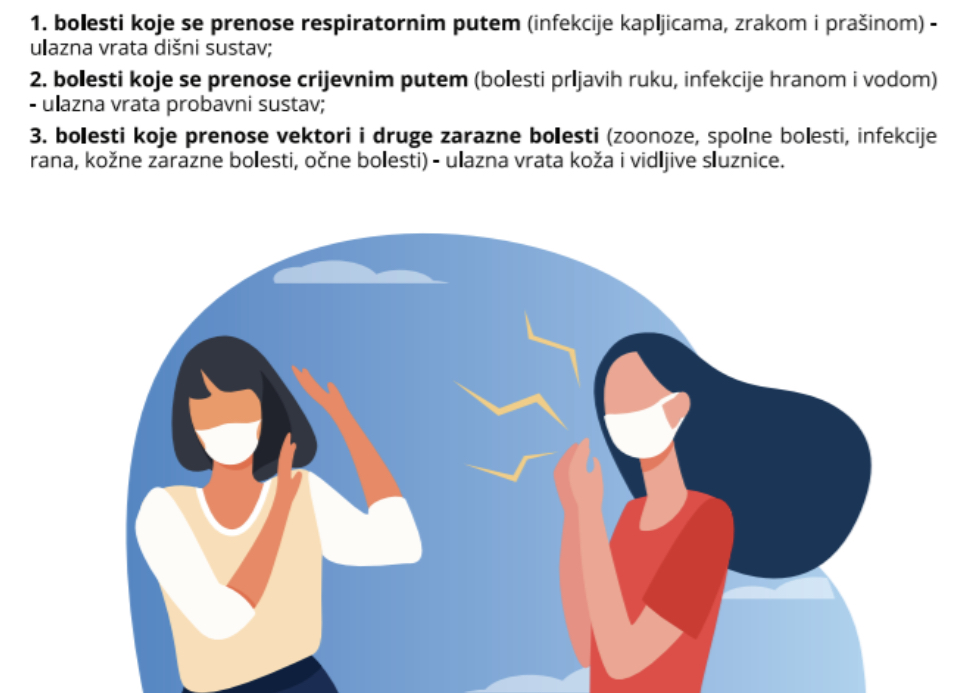 1. bolesti koje se prenose respiratornim putem (infekcije kapljicama, zrakom i prašinom) -
ulazna vrata dišni sustav;
2. bolesti koje se prenose crijevnim putem (bolesti prljavih ruku, infekcije hranom i vodom)
- ulazna vrata probavni sustav;
3. bolesti koje prenose vektori i druge zarazne bolesti (zoonoze, spolne bolesti, infekcije
rana, kožne zarazne bolesti, očne bolesti) - ulazna vrata koža i vidljive sluznice.